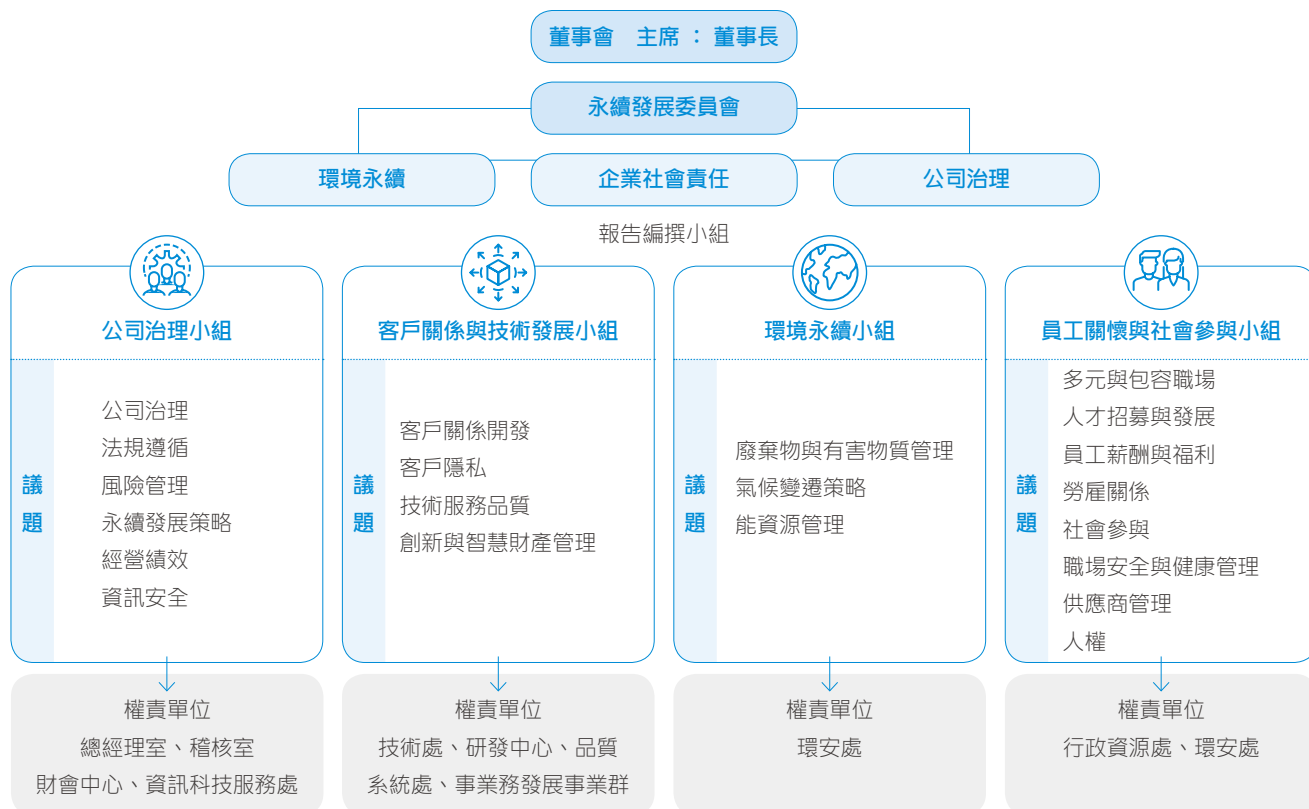 董事會　主席 ： 董事長
永續發展委員會
環境永續
企業社會責任
公司治理
報告編撰小組
公司治理小組
議題
公司治理
法規遵循
風險管理
永續發展策略
經營績效
資訊安全
權責單位
總經理室、稽核室
財會中心、資訊科技服務處
客戶關係與技術發展小組
議題
客戶關係開發
客戶隱私
技術服務品質
創新與智慧財產管理
權責單位
技術處、研發中心、品質
系統處、事業務發展事業群
環境永續小組
議題
廢棄物與有害物質管理
氣候變遷策略
能資源管理
權責單位
環安處
員工關懷與社會參與小組
議題
多元與包容職場
人才招募與發展
員工薪酬與福利
勞雇關係
社會參與
職場安全與健康管理
供應商管理
人權
權責單位
行政資源處、環安處